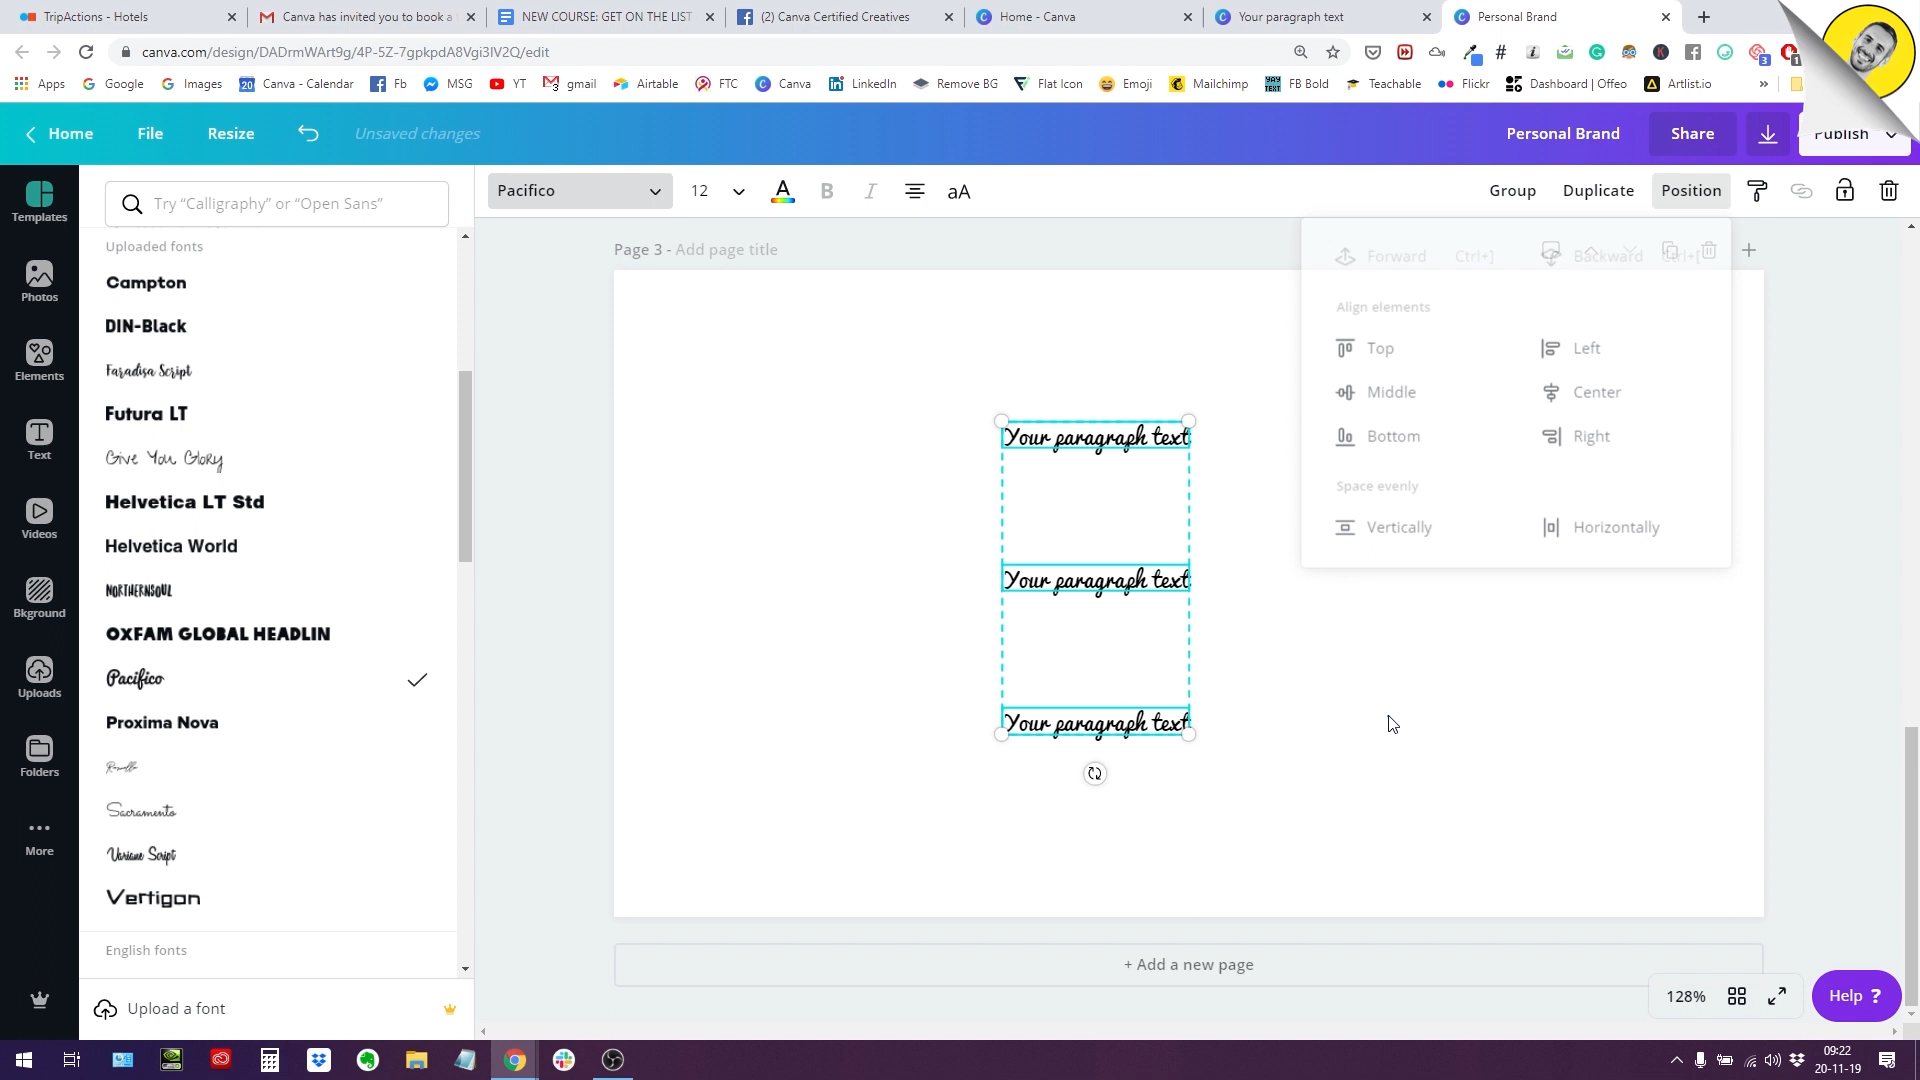 TripActions - Hotels
Canva has invited you to book a
NEW COURSE: GET ON THE LIST
(2) Canva Certified Creatives
Home - Canva
Your paragraph text
Personal Brand
canva.com/design/DADrmWArt9g/4P-5Z-7gpkpdA8Vgi3IV2Q/edit
Apps
Google
Images
Canva - Calendar
Fb
MSG
YT
gmail
Airtable
FTC
Canva
LinkedIn
Remove BG
Flat Icon
Emoji
Mailchimp
FB Bold
Teachable
Flickr
Dashboard | Offeo
Artlist.io
Home
File
Resize
Unsaved changes
Personal Brand
Share
Publish
Templates
Photos
Elements
Text
Videos
Bkground
Uploads
Folders
More
Try “Calligraphy” or “Open Sans”
Uploaded fonts
Campton
DIN-Black
Faradisa Script
Futura LT
Give You Glory
Helvetica LT Std
Helvetica World
NORTHERNSOUL
OXFAM GLOBAL HEADLIN
Pacifico
Proxima Nova
Sacramento
Variane Script
Vertigon
English fonts
Upload a font
Pacifico
12
B
I
aA
Group
Duplicate
Position
Page 3 - Add page title
Forward Ctrl+]
Backward Ctrl+[
Align elements
Top
Left
Middle
Center
Bottom
Right
Space evenly
Vertically
Horizontally
Your paragraph text
Your paragraph text
Your paragraph text
+ Add a new page
128%
Help ?
09:22
20-11-19